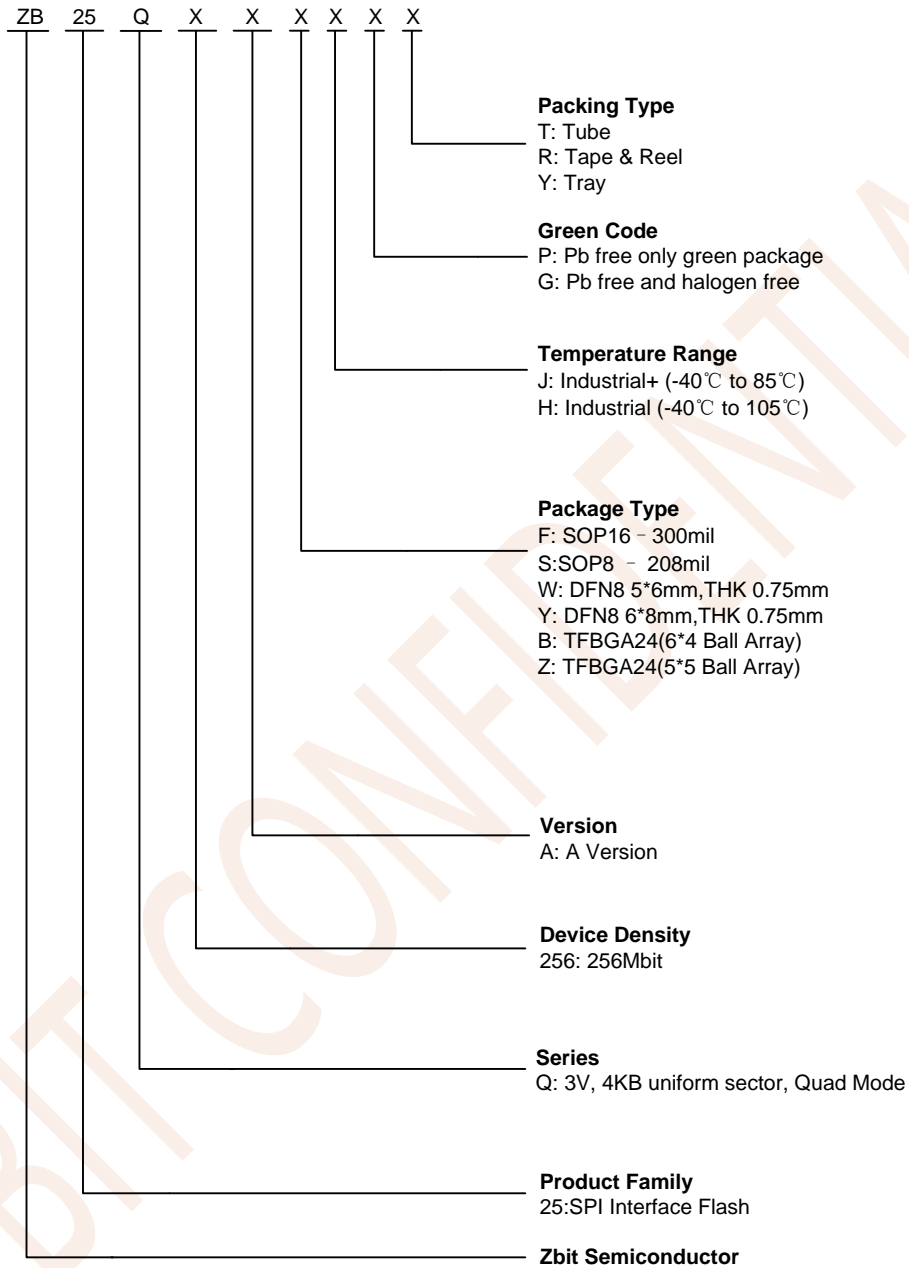 ZB 25 Q X X X X X X
Packing Type
T: Tube
R: Tape & Reel
Y: Tray
Green Code
P: Pb free only green package
G: Pb free and halogen free
Temperature Range
J: Industrial+ (-40℃ to 85℃)
H: Industrial (-40℃ to 105℃)
Package Type
F: SOP16 - 300mil
S:SOP8 - 208mil
W: DFN8 5*6mm,THK 0.75mm
Y: DFN8 6*8mm,THK 0.75mm
B: TFBGA24(6*4 Ball Array)
Z: TFBGA24(5*5 Ball Array)
Version
A: A Version
Device Density
256: 256Mbit
Series
Q: 3V, 4KB uniform sector, Quad Mode
Product Family
25:SPI Interface Flash
Zbit Semiconductor
BIT CONFIDENTIA